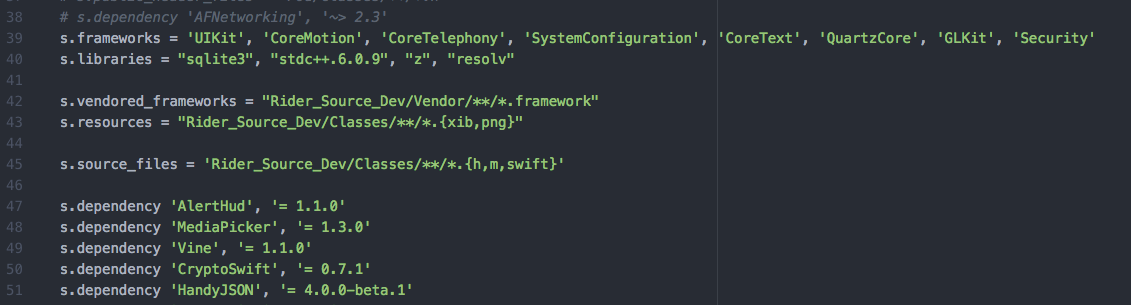 38 # s.dependency 'AFNetworking', '~> 2.3'
39 s.frameworks = 'UIKit', 'CoreMotion', 'CoreTelephony', 'SystemConfiguration', 'CoreText', 'QuartzCore', 'GLKit', 'Security'
40 s.libraries = "sqlite3", "stdc++.6.0.9", "z", "resolv"
41
42 s.vendored_frameworks = "Rider_Source_Dev/Vendor/**/*.framework"
43 s.resources = "Rider_Source_Dev/Classes/**/*.{xib,png}"
44
45 s.source_files = 'Rider_Source_Dev/Classes/**/*.{h,m,swift}'
46
47 s.dependency 'AlertHud', '= 1.1.0'
48 s.dependency 'MediaPicker', '= 1.3.0'
49 s.dependency 'Vine', '= 1.1.0'
50 s.dependency 'CryptoSwift', '= 0.7.1'
51 s.dependency 'HandyJSON', '= 4.0.0-beta.1'